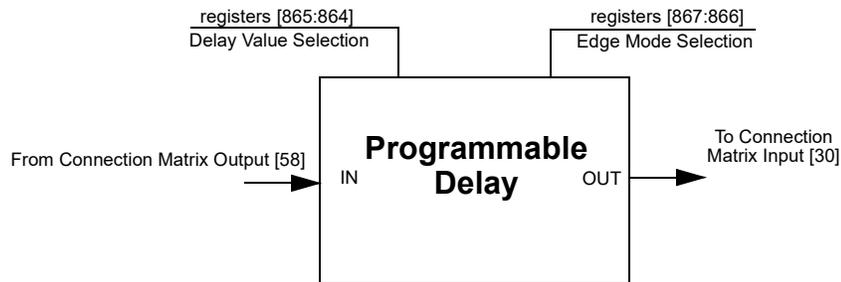 registers [865:864]
Delay Value Selection
registers [867:866]
Edge Mode Selection
From Connection Matrix Output [58]
IN
Programmable
Delay
OUT
To Connection
Matrix Input [30]